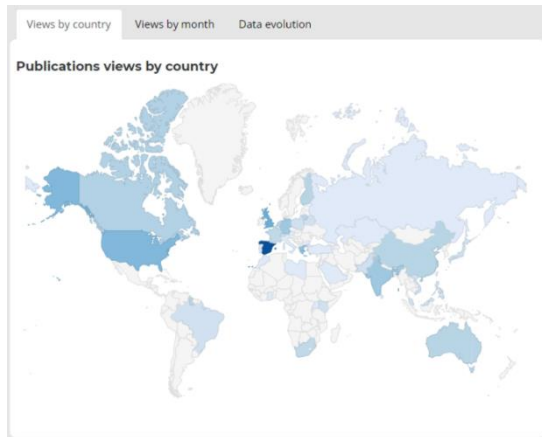 Views by country
Views by month
Data evolution
Publications views by country